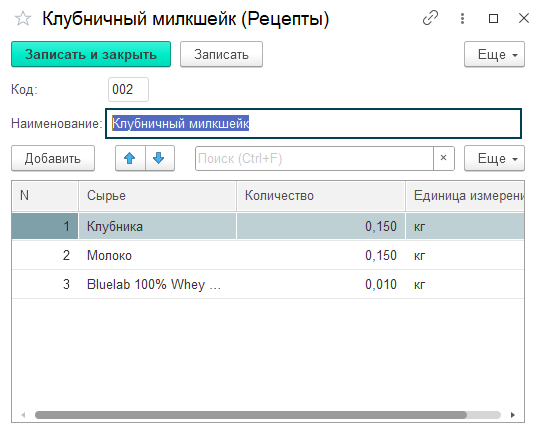 Клубничный милкшейк (Рецепты)
Записать и закрыть Записать Еще
Код: 002
Наименование: Клубничный милкшейк
Добавить Поиск (Ctrl+F) × Еще
N Сырье Количество Единица измерени
1 Клубника 0,150 кг
2 Молоко 0,150 кг
3 Bluelab 100% Whey ... 0,010 кг